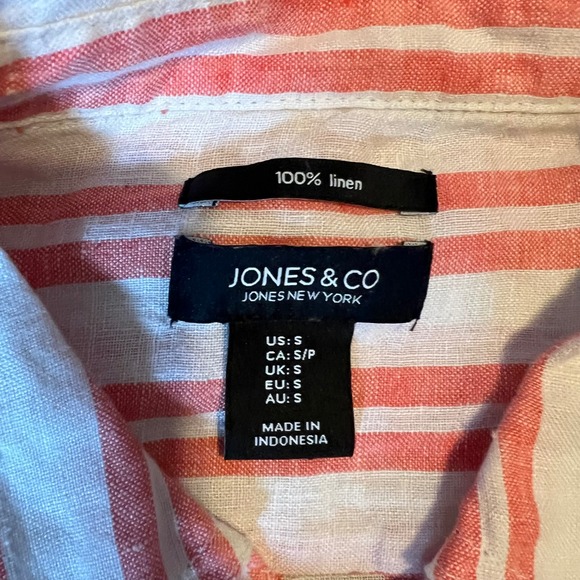 100% linen
JONES & CO
JONES NEW YORK
US: S
CA: S/P
UK: S
EU: S
AU: S
MADE IN
INDONESIA